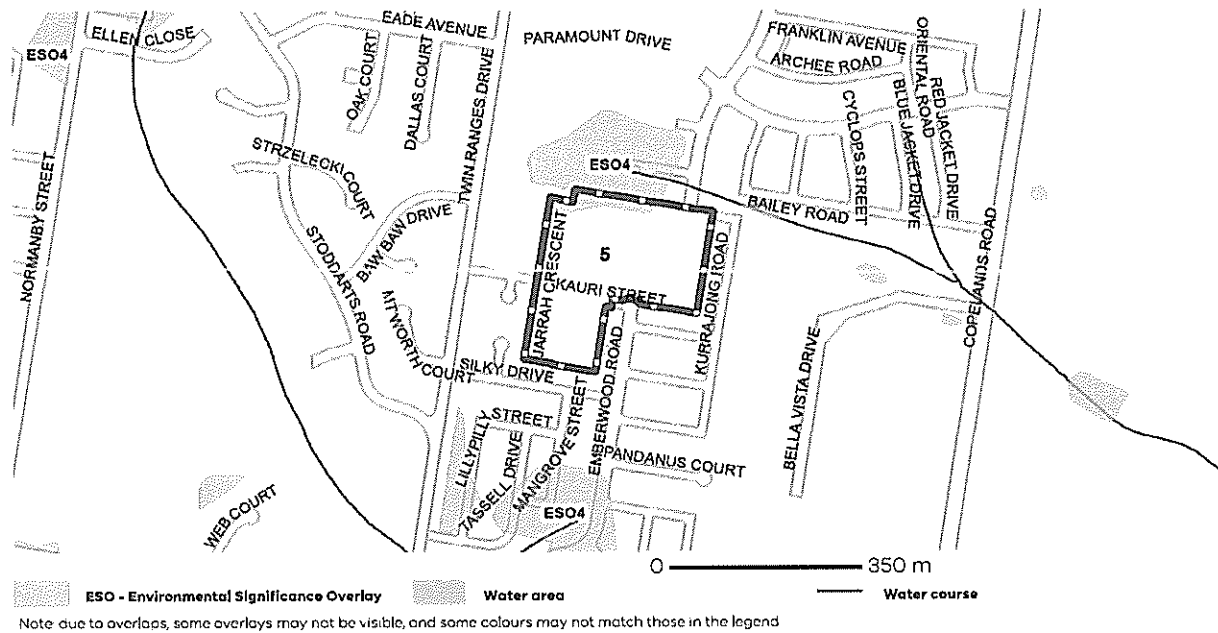 ELLEN CLOSE
ESO4
EADE AVENUE
PARAMOUNT DRIVE
FRANKLIN AVENUE
ARCHEE ROAD
ORIENTAL ROAD
RED JACKET DRIVE
BLUE JACKET DRIVE
CYCLOPS STREET
OAK COURT
DALLAS COURT
TWIN RANGES DRIVE
STRZELECKI COURT
NORMANBY STREET
ESO4
BAILEY ROAD
BAW BAW DRIVE
STODDARTS ROAD
JARRAH CRESCENT
5
KAURI STREET
KURRAJONG ROAD
COPELANDS ROAD
AITWORTH COURT
SILKY DRIVE
EMBERWOOD ROAD
BELLA VISTA DRIVE
LILLYPILLY STREET
TASSELL DRIVE
MANGROVE STREET
PANDANUS COURT
ESO4
WEB COURT
0 350 m
ESO - Environmental Significance Overlay Water area Water course
Note due to overlaps, some overlays may not be visible, and some colours may not match those in the legend